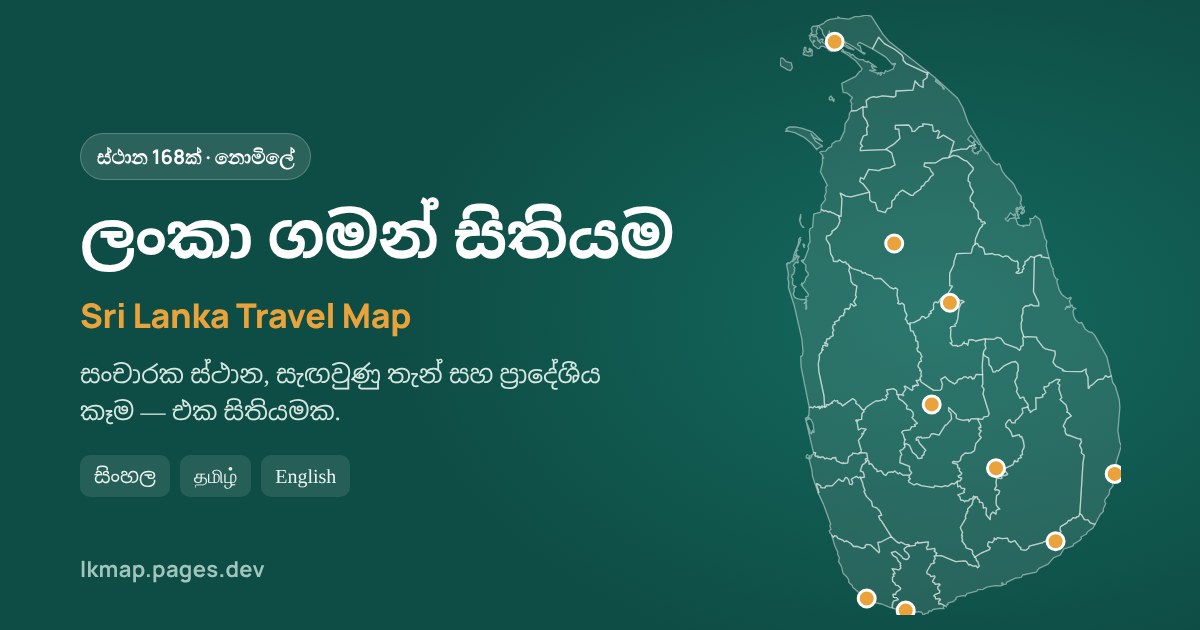 ස්ථාන 168ක් · නොමිලේ
ලංකා ගමන් සිතියම
Sri Lanka Travel Map
සංචාරක ස්ථාන, සැඟවුණු තැන් සහ ප්‍රාදේශීය
කෑම — එක සිතියමක.
සිංහල தமிழ் English
lkmap.pages.dev